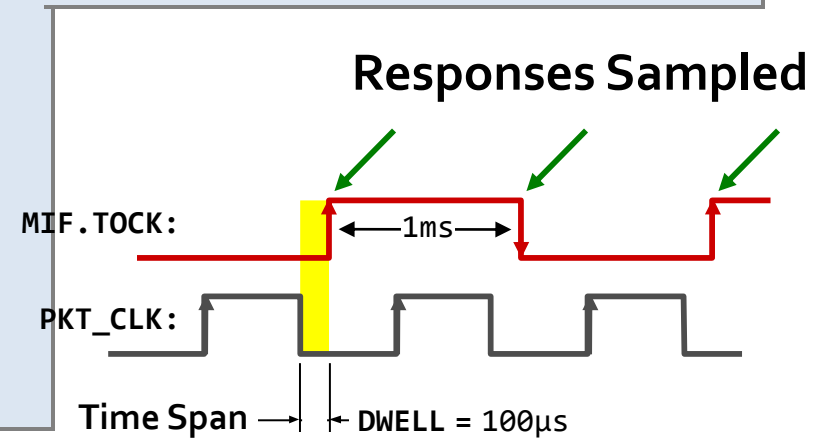 Responses Sampled
MIF.TOCK:
1ms
PKT_CLK:
Time Span
DWELL = 100µs